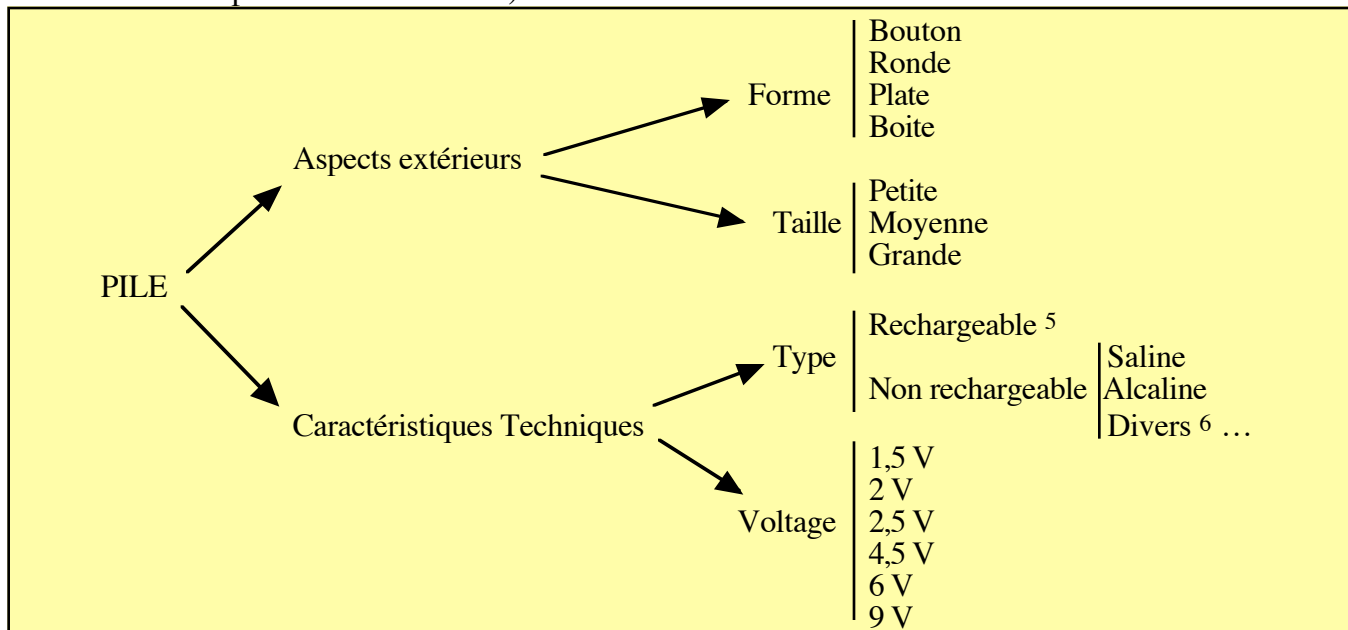 Bouton
Ronde
Forme
Plate
Boite
Aspects extérieurs
Petite
Taille
Moyenne
Grande
PILE
Rechargeable 5
Type
Saline
Non rechargeable
Alcaline
Divers 6 …
Caractéristiques Techniques
1,5 V
2 V
Voltage
2,5 V
4,5 V
6 V
9 V